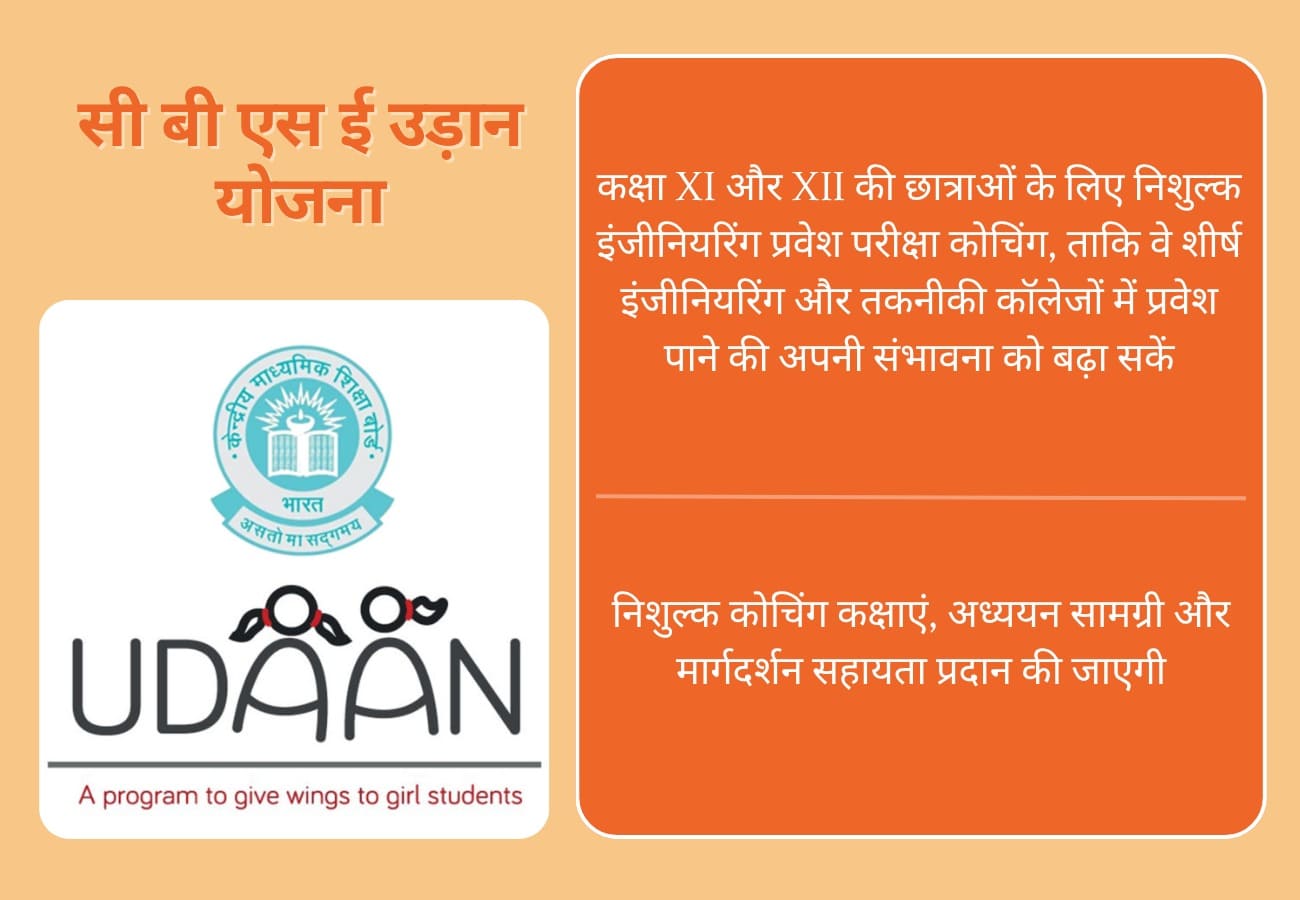 सी बी एस ई उड़ान
योजना
केन्द्रीय माध्यमिक शिक्षा बोर्ड
भारत
असतो मा सद्गमय
UDAAN
A program to give wings to girl students
कक्षा XI और XII की छात्राओं के लिए निशुल्क
इंजीनियरिंग प्रवेश परीक्षा कोचिंग, ताकि वे शीर्ष
इंजीनियरिंग और तकनीकी कॉलेजों में प्रवेश
पाने की अपनी संभावना को बढ़ा सकें
निशुल्क कोचिंग कक्षाएं, अध्ययन सामग्री और
मार्गदर्शन सहायता प्रदान की जाएगी